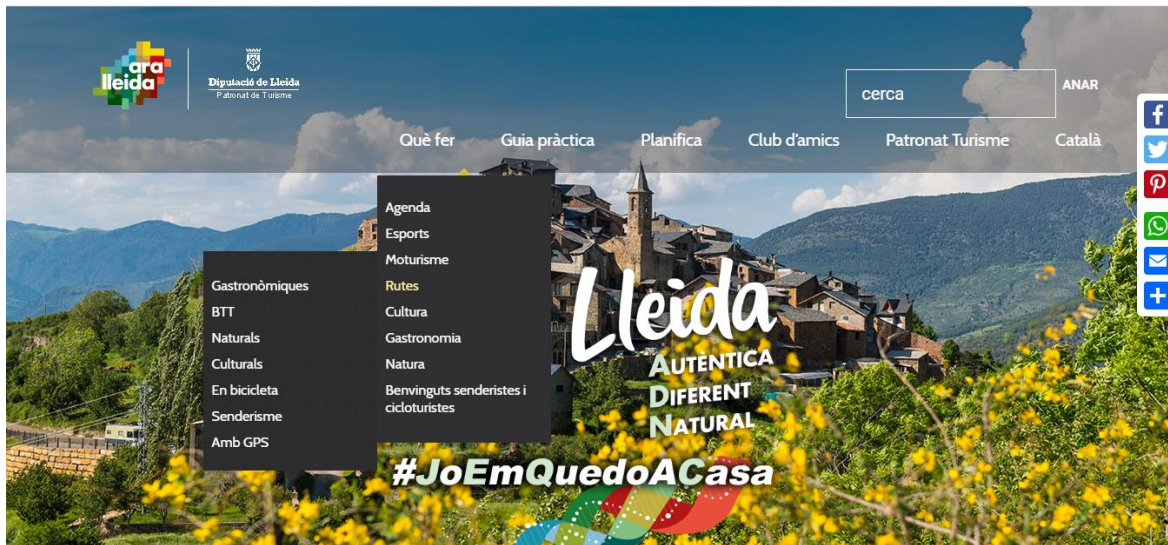 ara
lleida
Diputació de Lleida
Patronat de Turisme
cerca
ANAR
Què fer
Guia pràctica
Planifica
Club d'amics
Patronat Turisme
Català
Agenda
Esports
Moturisme
Rutes
Cultura
Gastronomia
Natura
Benvinguts senderistes i
cicloturistes
Gastronòmiques
BTT
Naturals
Culturals
En bicicleta
Senderisme
Amb GPS
Lleida
AUTÈNTICA
DIFERENT
NATURAL
#JoEmQuedoACasa